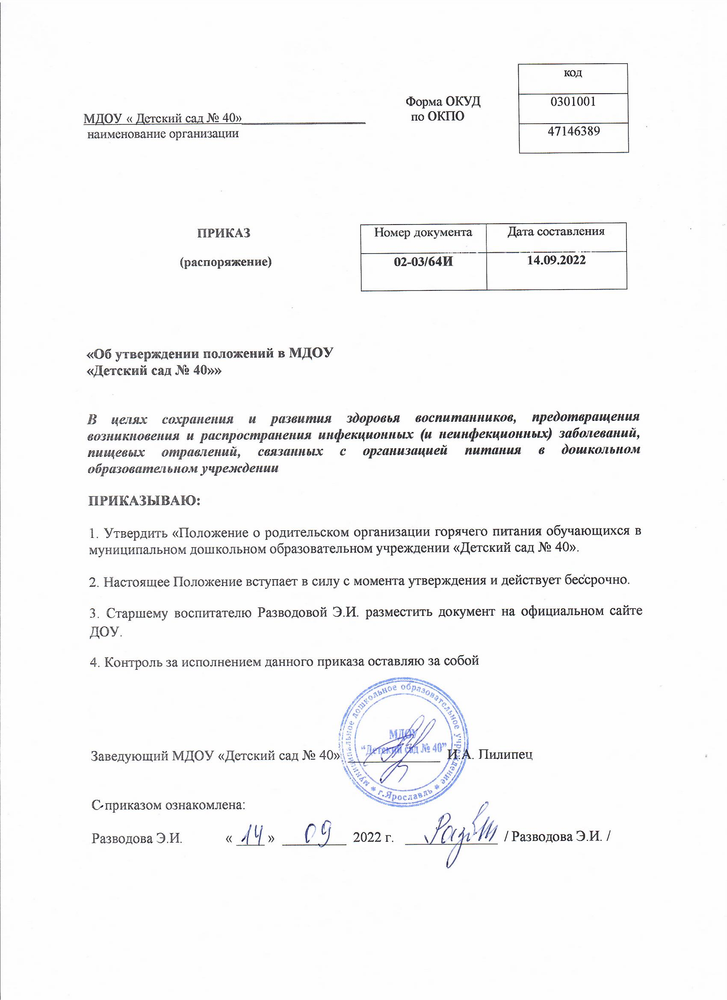 код
Форма ОКУД
0301001
МДОУ « Детский сад № 40»
по ОКПО
наименование организации
47146389
ПРИКАЗ
Номер документа
Дата составления
(распоряжение)
02-03/64И
14.09.2022
«Об утверждении положений в МДОУ
«Детский сад № 40»»
В целях сохранения и развития здоровья воспитанников, предотвращения
возникновения и распространения инфекционных (и неинфекционных) заболеваний,
пищевых отравлений, связанных с организацией питания в дошкольном
образовательном учреждении
ПРИКАЗЫВАЮ:
1. Утвердить «Положение о родительском организации горячего питания обучающихся в
муниципальном дошкольном образовательном учреждении «Детский сад № 40».
2. Настоящее Положение вступает в силу с момента утверждения и действует бессрочно.
3. Старшему воспитателю Разводовой Э.И. разместить документ на официальном сайте
ДОУ.
4. Контроль за исполнением данного приказа оставляю за собой
муниципальное дошкольное образовательное учреждение
* г.Ярославль *
МДОУ
“Детский сад № 40”
Заведующий МДОУ «Детский сад № 40» И.А. Пилипец
С приказом ознакомлена:
Разводова Э.И. « 14 » 09 2022 г. / Разводова Э.И. /